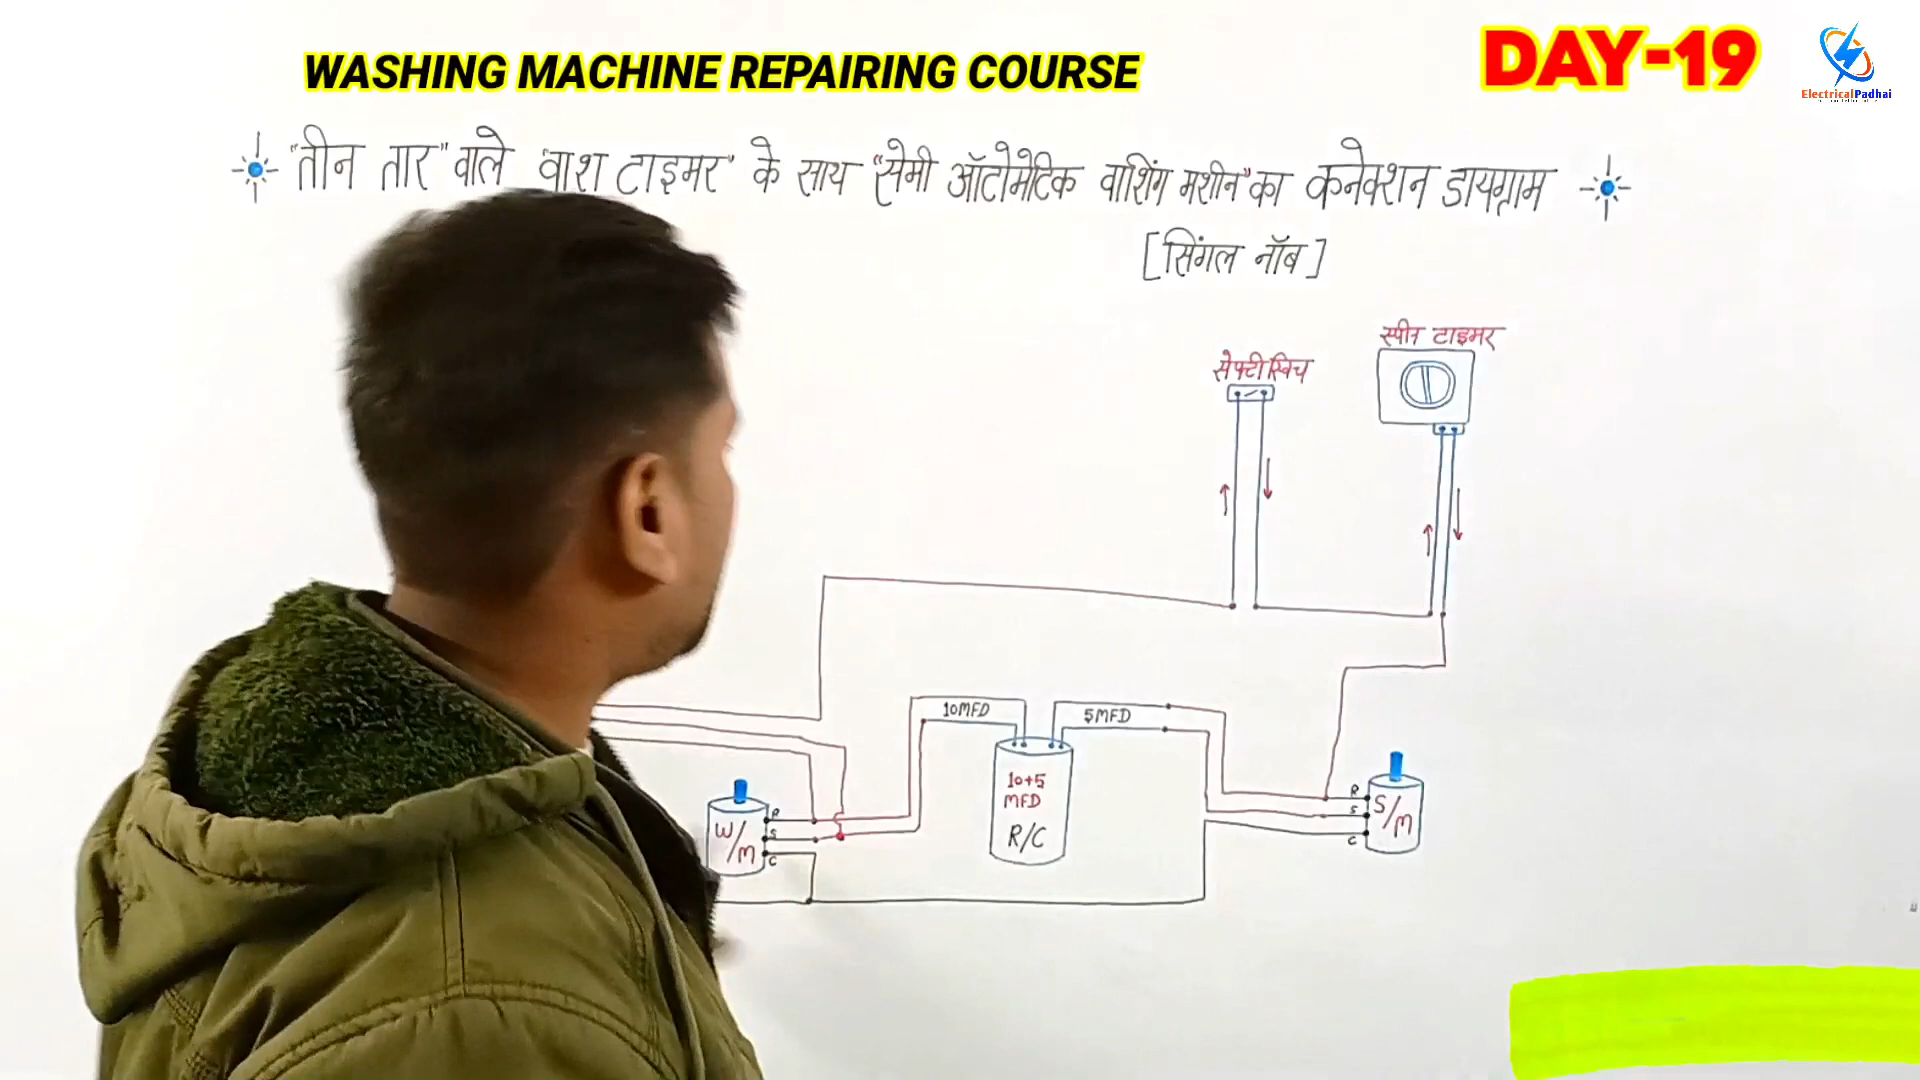 WASHING MACHINE REPAIRING COURSE
DAY-19
ElectricalPadhai
"तीन तार" वाले "वाश टाइमर" के साथ "सेमी ऑटोमेटिक वाशिंग मशीन" का कनेक्शन डायग्राम
[सिंगल नॉब]
स्पीन टाइमर
सेफ्टी स्विच
10MFD
5MFD
10+5
MFD
R/C
R
S
C
W/M
R
S
C
S/M